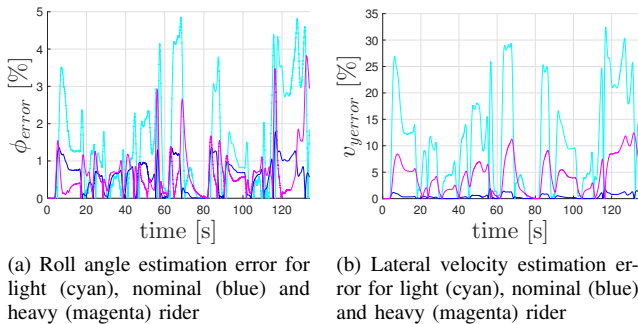 5
4
3
2
1
0
ϕ_error [%]
0 20 40 60 80 100 120
time [s]
35
30
25
20
15
10
5
0
v_yerror [%]
0 20 40 60 80 100 120
time [s]
(a) Roll angle estimation error for
light (cyan), nominal (blue) and
heavy (magenta) rider
(b) Lateral velocity estimation er-
ror for light (cyan), nominal (blue)
and heavy (magenta) rider